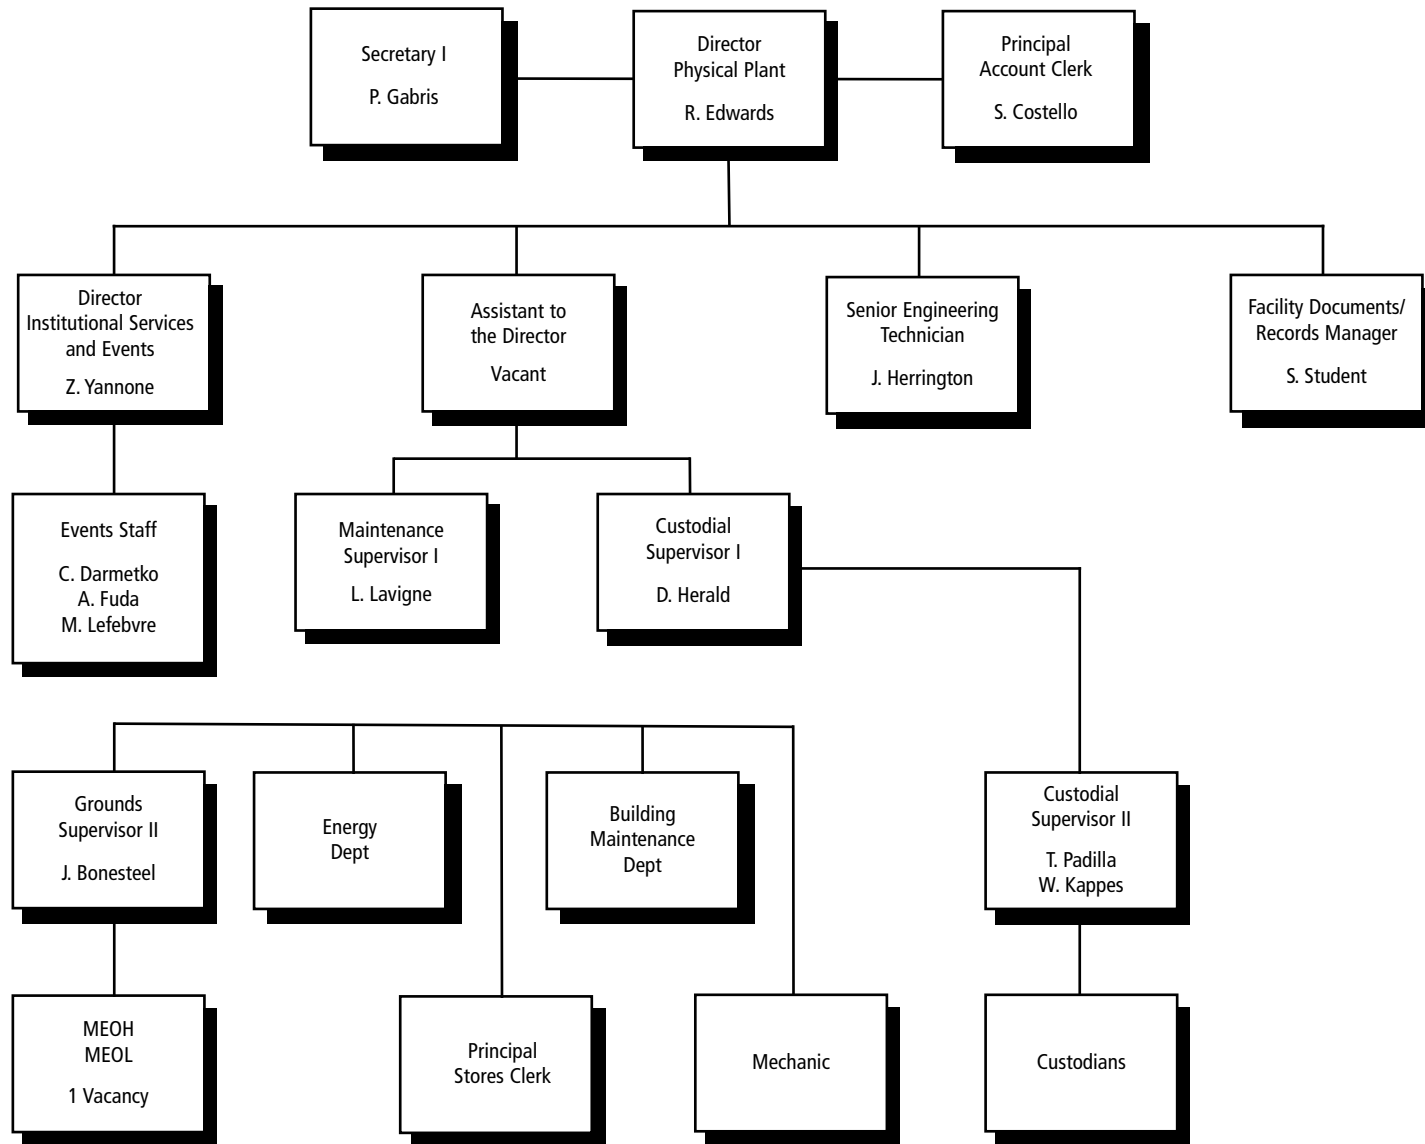 Secretary I
P. Gabris
Director
Physical Plant
R. Edwards
Principal
Account Clerk
S. Costello
Director
Institutional Services
and Events
Z. Yannone
Assistant to
the Director
Vacant
Senior Engineering
Technician
J. Herrington
Facility Documents/
Records Manager
S. Student
Events Staff
C. Darmetko
A. Fuda
M. Lefebvre
Maintenance
Supervisor I
L. Lavigne
Custodial
Supervisor I
D. Herald
Grounds
Supervisor II
J. Bonesteel
Energy
Dept
Building
Maintenance
Dept
Custodial
Supervisor II
T. Padilla
W. Kappes
MEOH
MEOL
1 Vacancy
Principal
Stores Clerk
Mechanic
Custodians